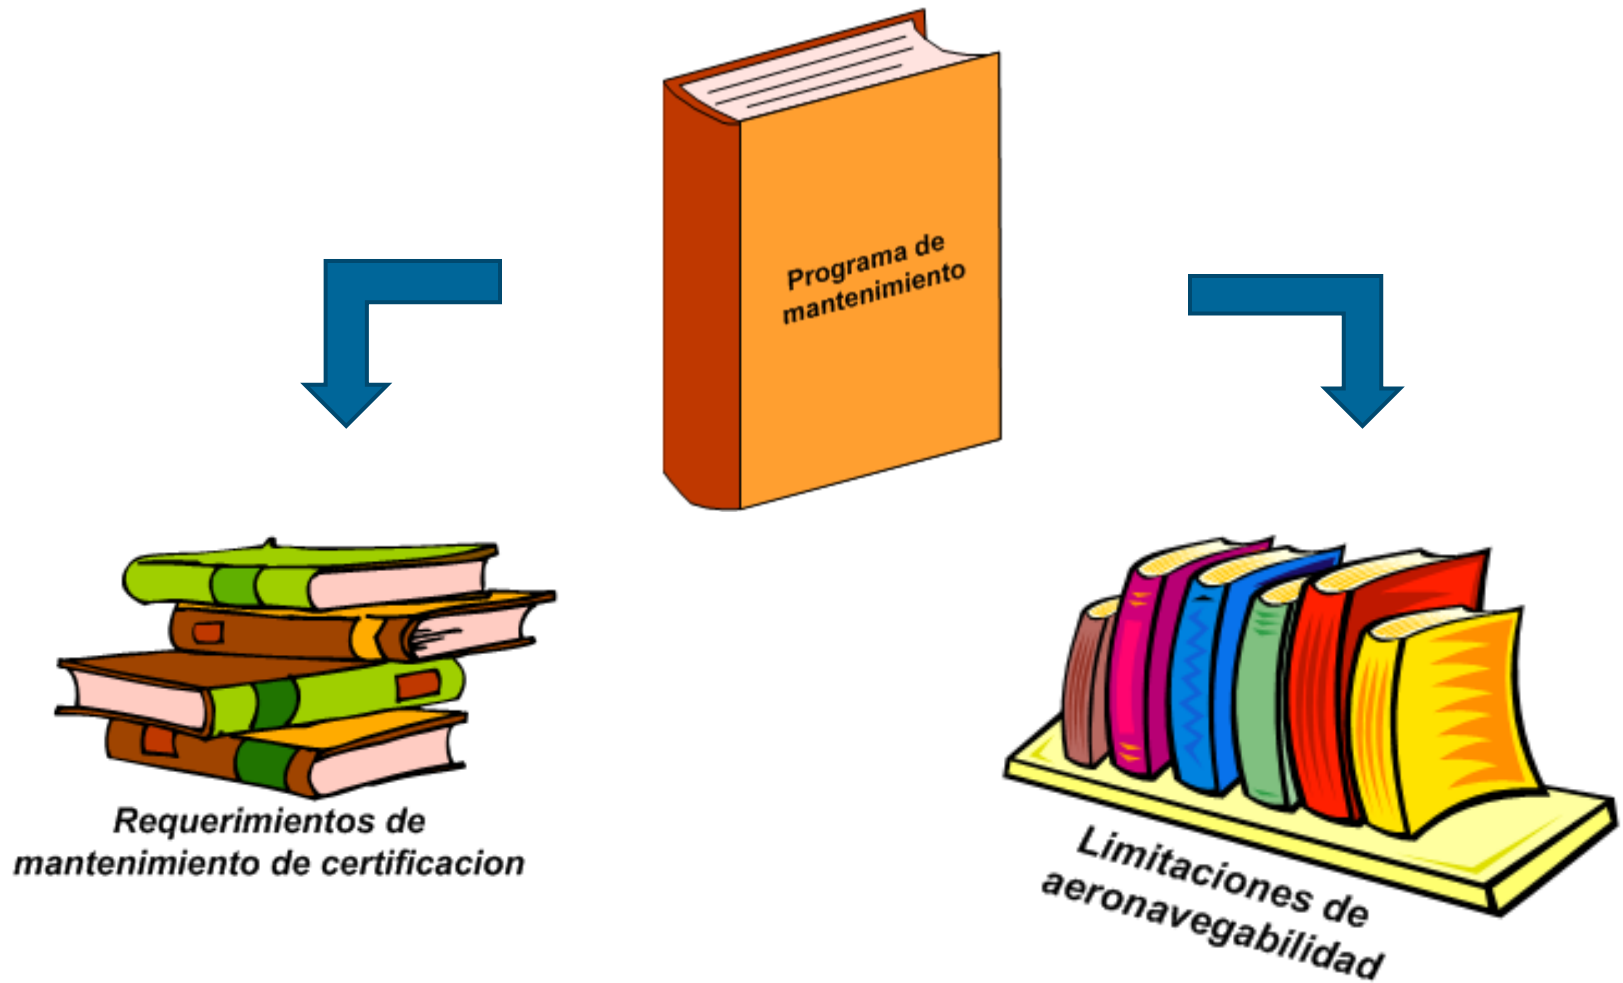 Programa de
mantenimiento
Requerimientos de
mantenimiento de certificacion
Limitaciones de
aeronavegabilidad